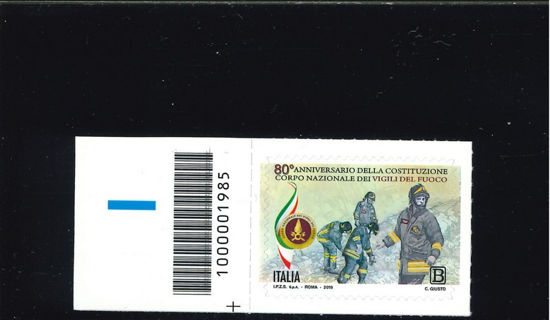 1000001985
80° ANNIVERSARIO DELLA COSTITUZIONE
CORPO NAZIONALE DEI VIGILI DEL FUOCO
ITALIA
B
I.P.Z.S. S.p.A. - ROMA - 2019
C. GIUSTO